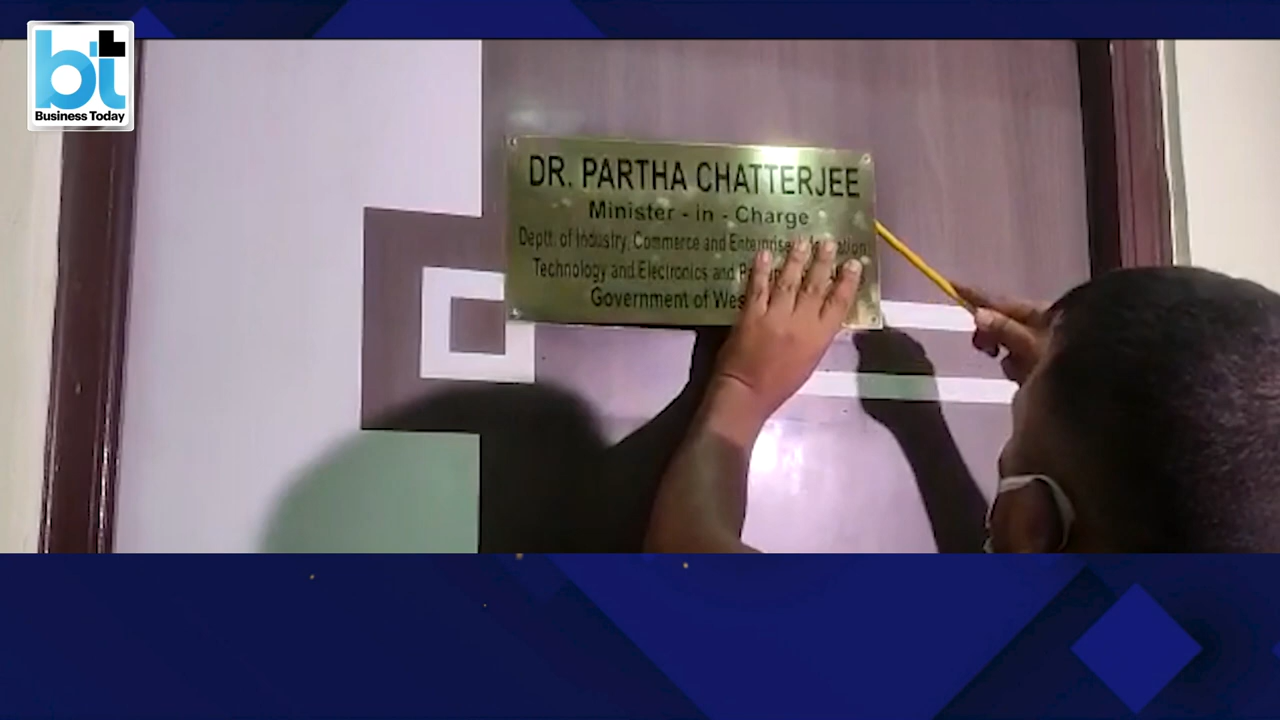 bt
Business Today
DR. PARTHA CHATTERJEE
Minister - in - Charge
Deptt. of Industry, Commerce and Enterprise,
Technology and Electronics and
Government of